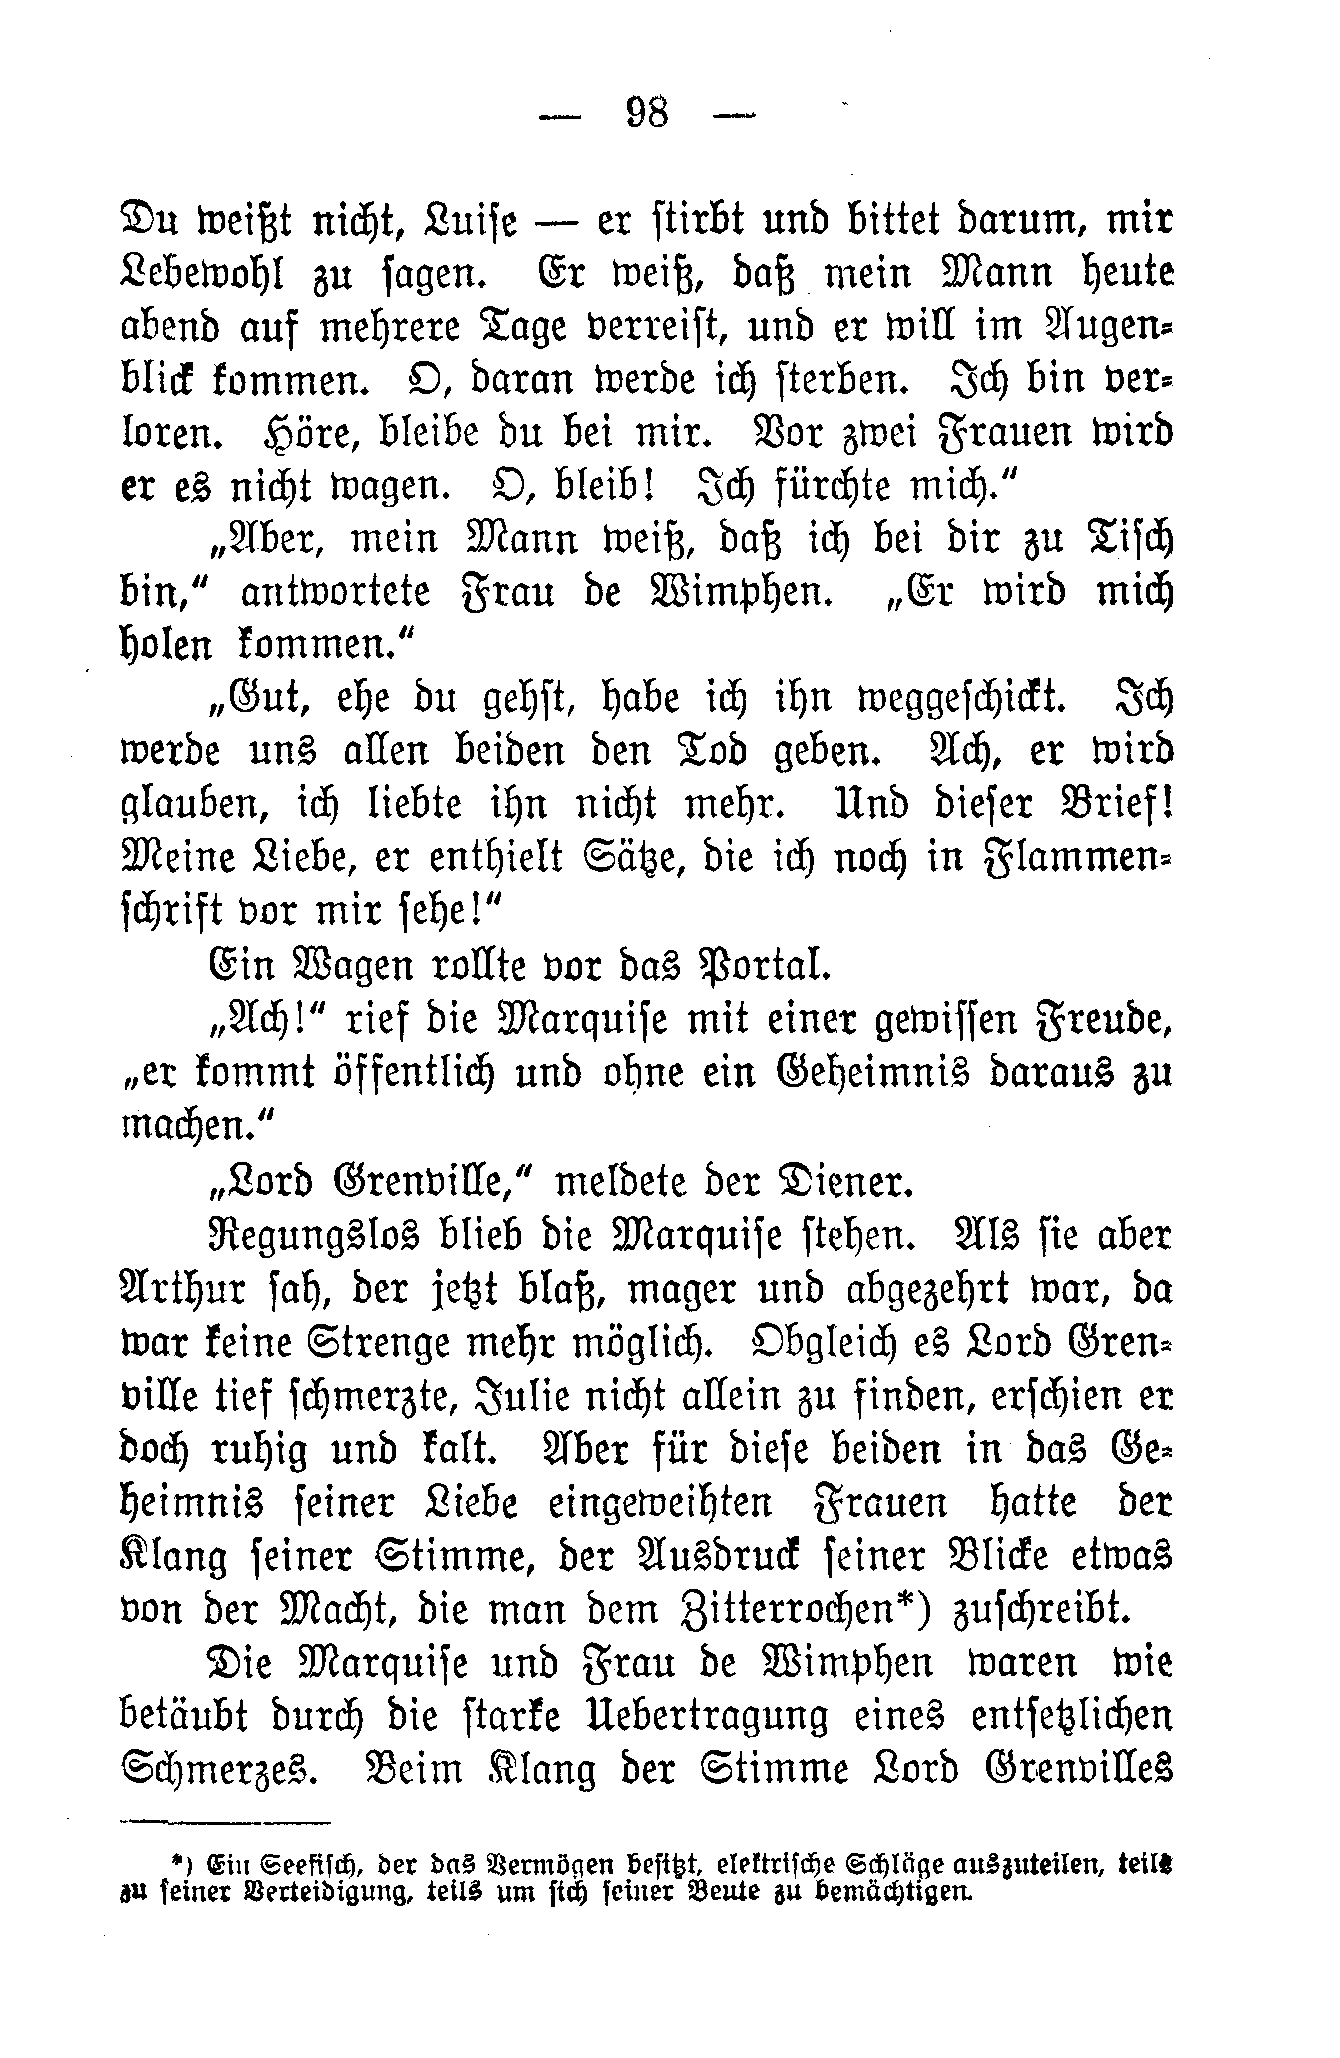 — 98 —
Du weißt nicht, Luise — er stirbt und bittet darum, mir
Lebewohl zu sagen. Er weiß, daß mein Mann heute
abend auf mehrere Tage verreist, und er will im Augen-
blick kommen. O, daran werde ich sterben. Ich bin ver-
loren. Höre, bleibe du bei mir. Vor zwei Frauen wird
er es nicht wagen. O, bleib! Ich fürchte mich.“
„Aber, mein Mann weiß, daß ich bei dir zu Tisch
bin,“ antwortete Frau de Wimphen. „Er wird mich
holen kommen.“
„Gut, ehe du gehst, habe ich ihn weggeschickt. Ich
werde uns allen beiden den Tod geben. Ach, er wird
glauben, ich liebte ihn nicht mehr. Und dieser Brief!
Meine Liebe, er enthielt Sätze, die ich noch in Flammen-
schrift vor mir sehe!“
Ein Wagen rollte vor das Portal.
„Ach!“ rief die Marquise mit einer gewissen Freude,
„er kommt öffentlich und ohne ein Geheimnis daraus zu
machen.“
„Lord Grenville,“ meldete der Diener.
Regungslos blieb die Marquise stehen. Als sie aber
Arthur sah, der jetzt blaß, mager und abgezehrt war, da
war keine Strenge mehr möglich. Obgleich es Lord Gren-
ville tief schmerzte, Julie nicht allein zu finden, erschien er
doch ruhig und kalt. Aber für diese beiden in das Ge-
heimnis seiner Liebe eingeweihten Frauen hatte der
Klang seiner Stimme, der Ausdruck seiner Blicke etwas
von der Macht, die man dem Zitterrochen*) zuschreibt.
Die Marquise und Frau de Wimphen waren wie
betäubt durch die starke Uebertragung eines entsetzlichen
Schmerzes. Beim Klang der Stimme Lord Grenvilles
*) Ein Seefisch, der das Vermögen besitzt, elektrische Schläge auszuteilen, teils
zu seiner Verteidigung, teils um sich seiner Beute zu bemächtigen.